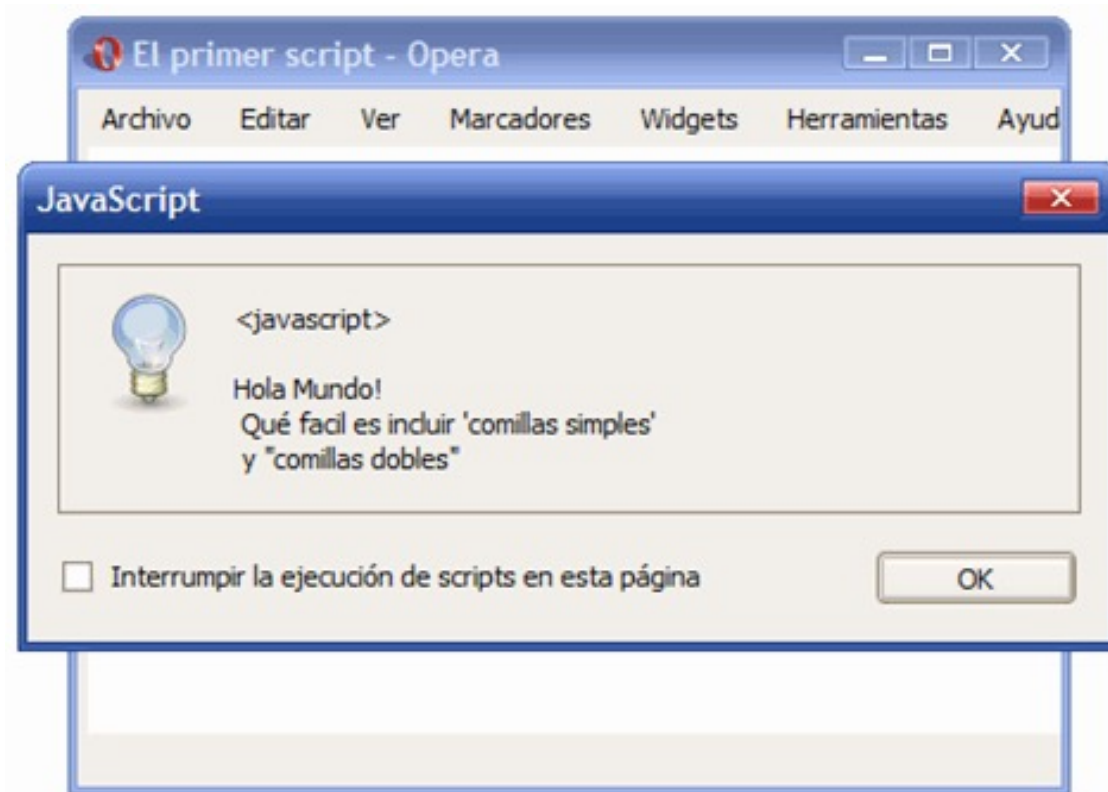 El primer script - Opera
Archivo Editar Ver Marcadores Widgets Herramientas Ayud
JavaScript
<javascript>
Hola Mundo!
Qué facil es incluir 'comillas simples'
y "comillas dobles"
Interrumpir la ejecución de scripts en esta página
OK